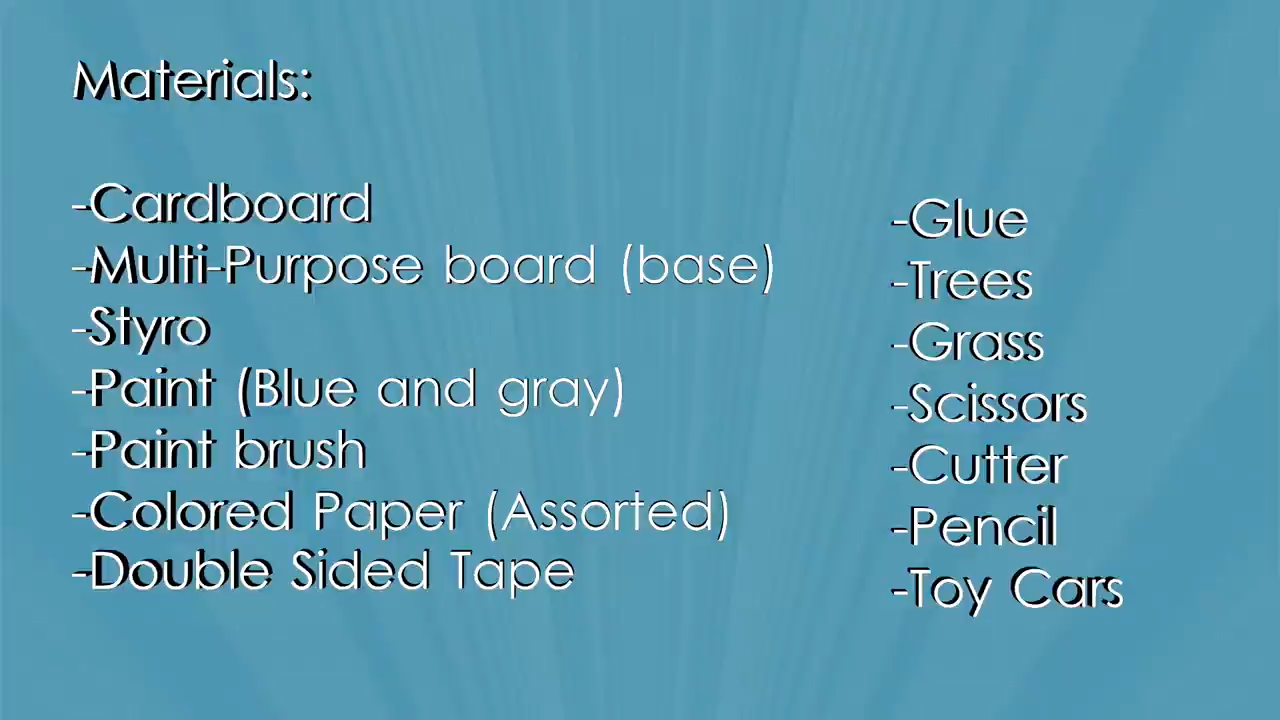 Materials:
-Cardboard
-Multi-Purpose board (base)
-Styro
-Paint (Blue and gray)
-Paint brush
-Colored Paper (Assorted)
-Double Sided Tape
-Glue
-Trees
-Grass
-Scissors
-Cutter
-Pencil
-Toy Cars